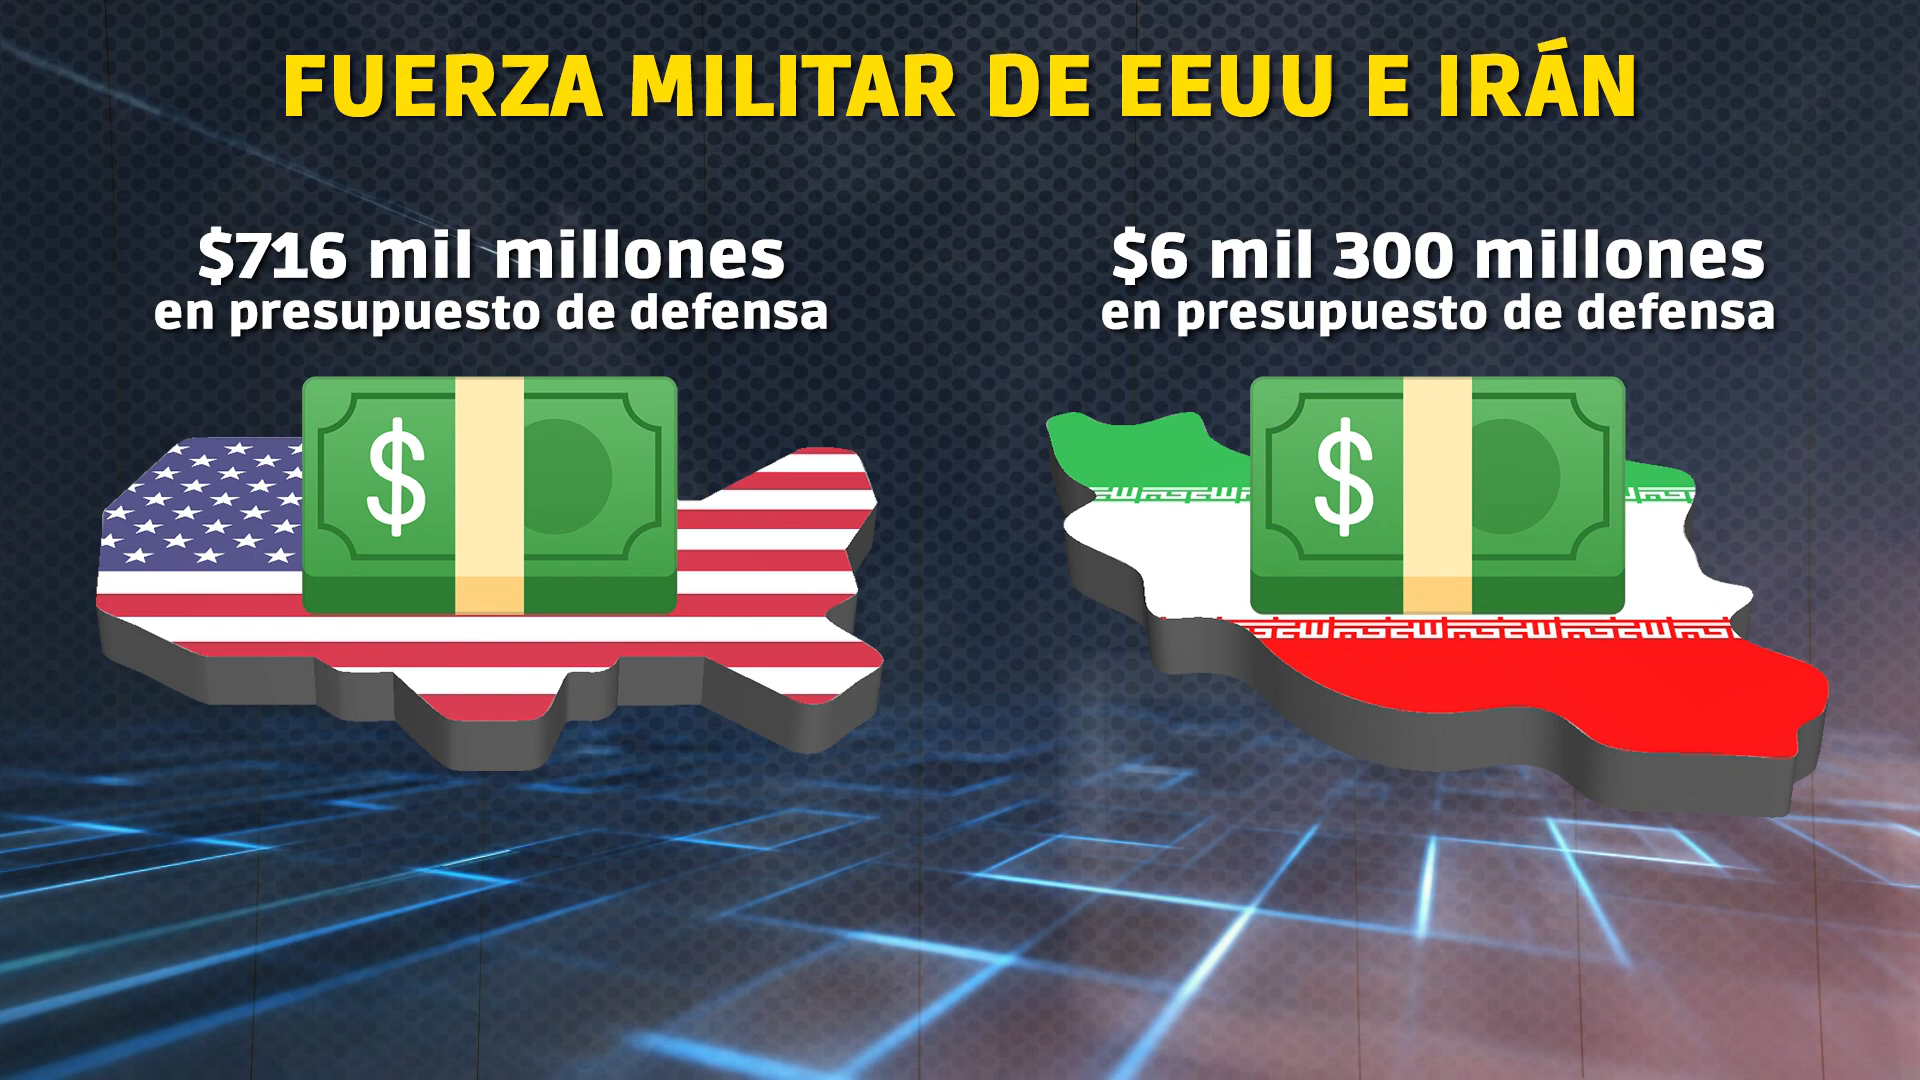 FUERZA MILITAR DE EEUU E IRÁN
$716 mil millones
en presupuesto de defensa
$6 mil 300 millones
en presupuesto de defensa
$
$